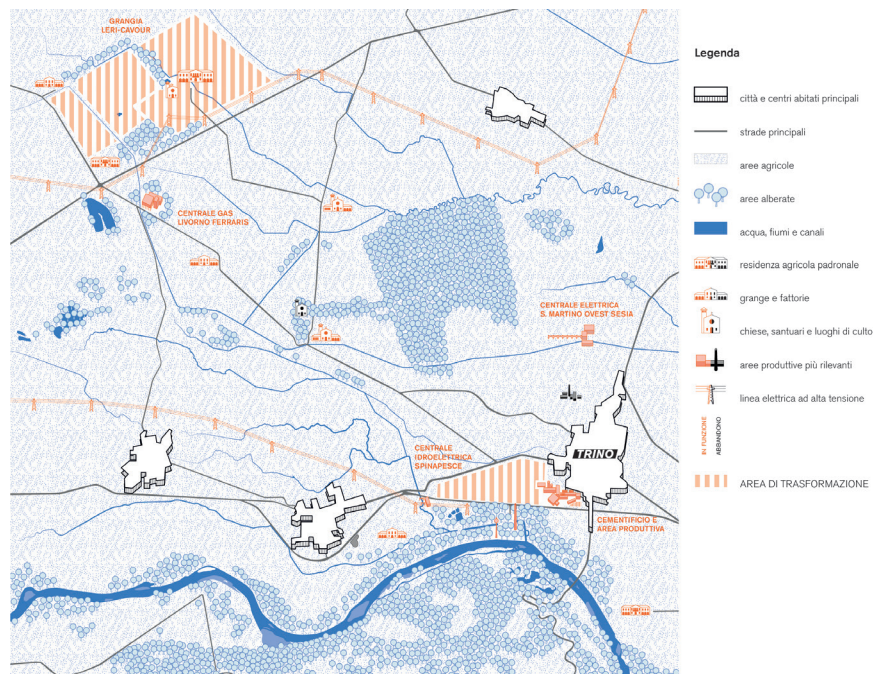 GRANGIA
LERI-CAVOUR
CENTRALE GAS
LIVORNO FERRARIS
CENTRALE ELETTRICA
S. MARTINO OVEST SESIA
CENTRALE
IDROELETTRICA
SPINAPESCE
TRINO
CEMENTIFICIO E
AREA PRODUTTIVA
Legenda
città e centri abitati principali
strade principali
aree agricole
aree alberate
acqua, fiumi e canali
residenza agricola padronale
grange e fattorie
chiese, santuari e luoghi di culto
aree produttive più rilevanti
linea elettrica ad alta tensione
IN FUNZIONE
ABBANDONO
AREA DI TRASFORMAZIONE